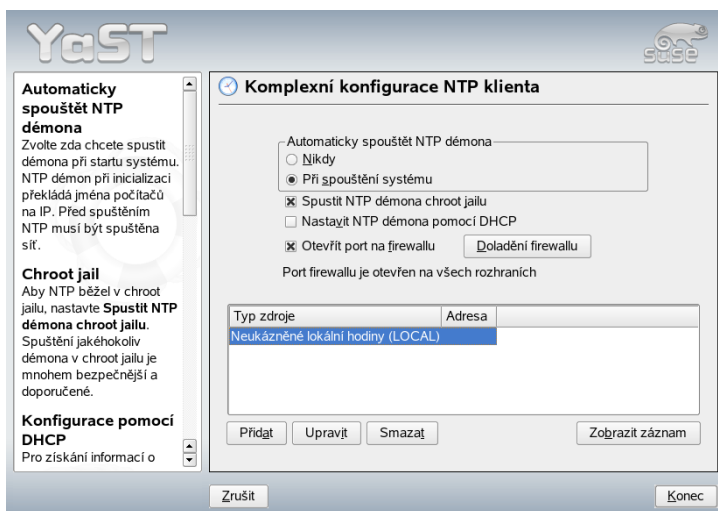 YaST
suse
Automaticky
spouštět NTP
démona
Zvolte zda chcete spustit
démona při startu systému.
NTP démon při inicializaci
překládá jména počítačů
na IP. Před spuštěním
NTP musí být spuštěna
síť.
Chroot jail
Aby NTP běžel v chroot
jailu, nastavte Spustit NTP
démona chroot jailu.
Spuštění jakéhokoliv
démona v chroot jailu je
mnohem bezpečnější a
doporučené.
Konfigurace pomocí
DHCP
Pro získání informací o
Komplexní konfigurace NTP klienta
Automaticky spouštět NTP démona
Nikdy
Při spouštění systému
Spustit NTP démona chroot jailu
Nastavit NTP démona pomocí DHCP
Otevřít port na firewallu
Doladění firewallu
Port firewallu je otevřen na všech rozhraních
Typ zdroje Adresa
Neukázněné lokální hodiny (LOCAL)
Přidat Upravit Smazat Zobrazit záznam
Zrušit Konec